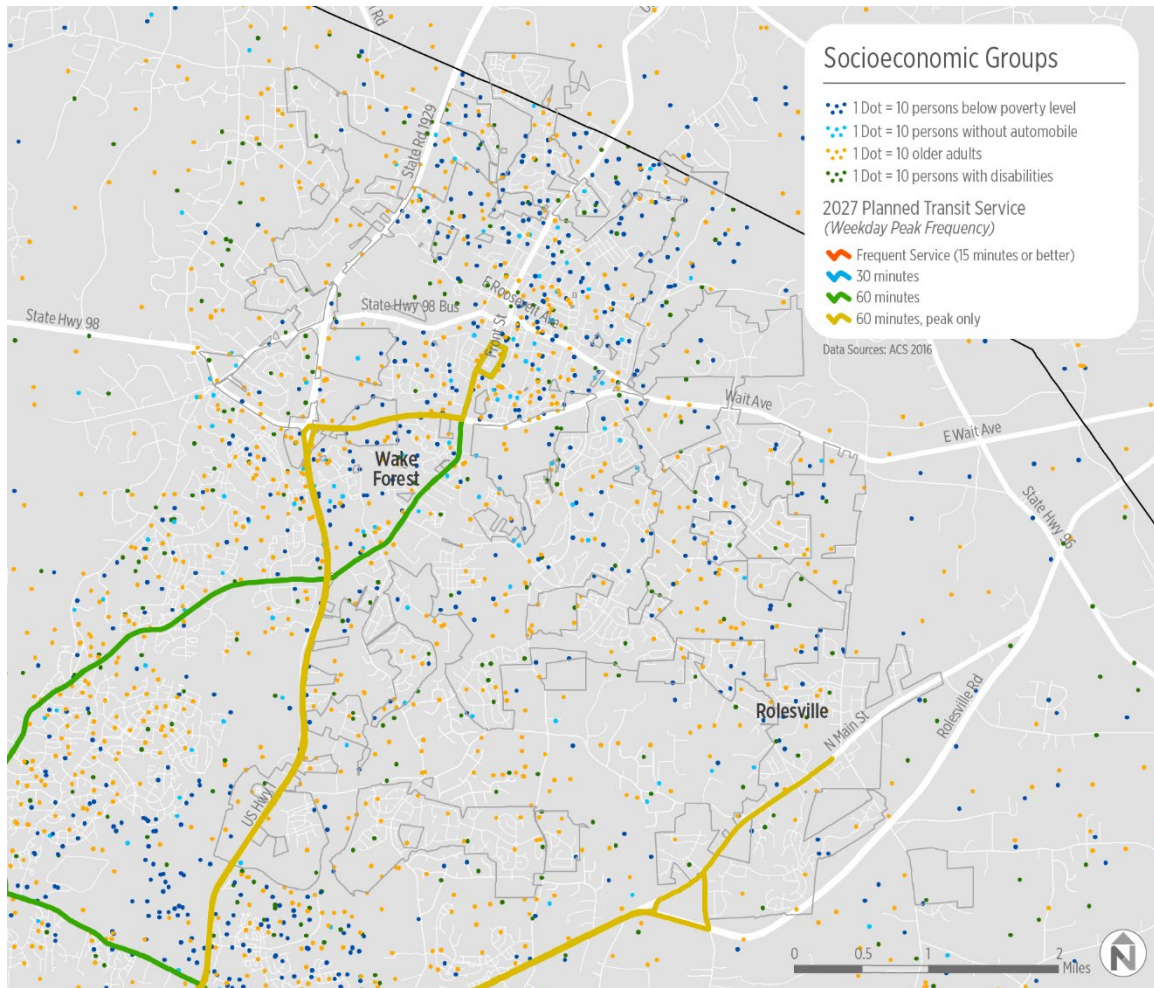 Socioeconomic Groups
1 Dot = 10 persons below poverty level
1 Dot = 10 persons without automobile
1 Dot = 10 older adults
1 Dot = 10 persons with disabilities
2027 Planned Transit Service
(Weekday Peak Frequency)
Frequent Service (15 minutes or better)
30 minutes
60 minutes
60 minutes, peak only
Data Sources: ACS 2016
State Rd 1929
E Roosevelt Ave
State Hwy 98 Bus
State Hwy 98
Front St
Wait Ave
E Wait Ave
Wake
Forest
State Hwy 96
Rolesville
N Main St
Rolesville Rd
US Hwy 1
0 0.5 1 2
Miles
N